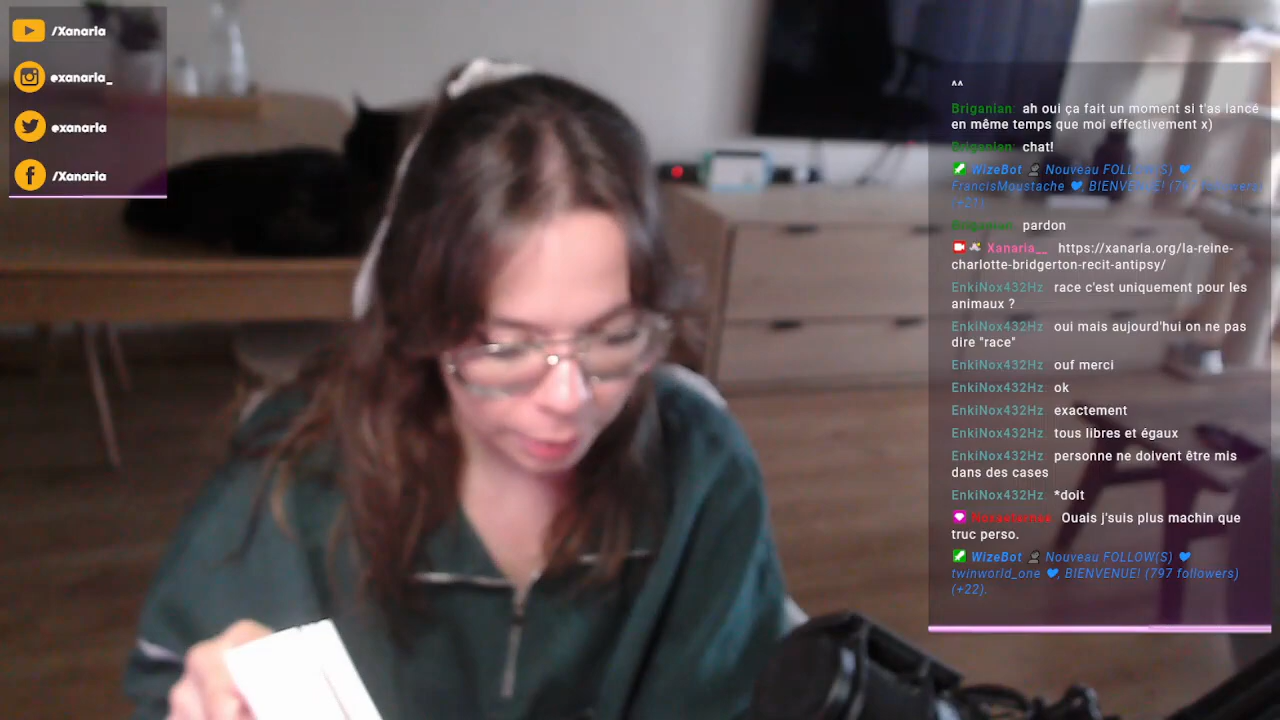 /Xanaria
@xanaria_
@xanaria
/Xanaria
^^
Briganian: ah oui ça fait un moment si t'as lancé
en même temps que moi effectivement x)
Briganian: chat!
WizeBot Nouveau FOLLOW(S)
FrancisMoustache BIENVENUE! (797 followers)
(+21).
Briganian: pardon
Xanaria__ https://xanaria.org/la-reine-
charlotte-bridgerton-recit-antipsy/
EnkiNox432Hz race c'est uniquement pour les
animaux ?
EnkiNox432Hz oui mais aujourd'hui on ne pas
dire "race"
EnkiNox432Hz ouf merci
EnkiNox432Hz ok
EnkiNox432Hz exactement
EnkiNox432Hz tous libres et égaux
EnkiNox432Hz personne ne doivent être mis
dans des cases
EnkiNox432Hz *doit
Ouais j'suis plus machin que
truc perso.
WizeBot Nouveau FOLLOW(S)
twinworld_one , BIENVENUE! (797 followers)
(+22).